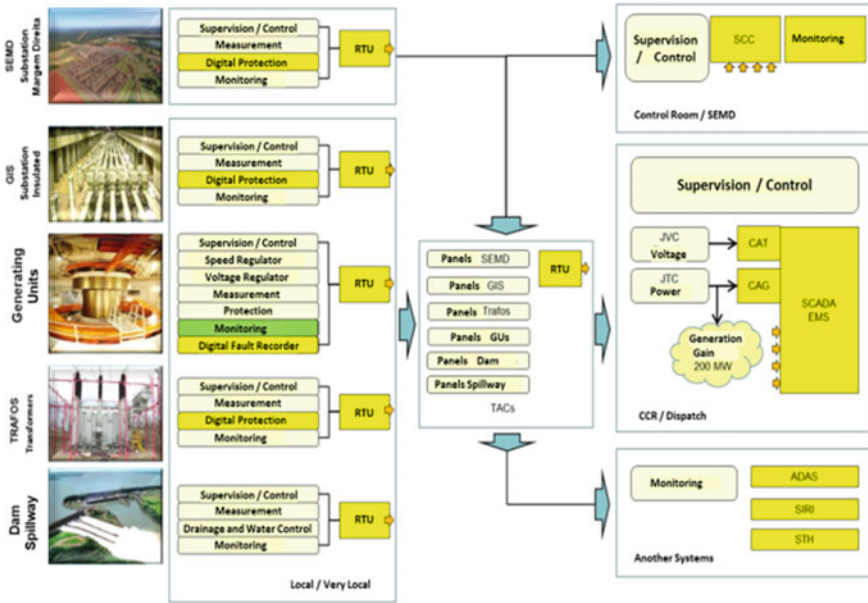 SEMD
Substation
Margem Direita
Supervision / Control
Measurement
Digital Protection
Monitoring
RTU
GIS
Substation
Insulated
Supervision / Control
Measurement
Digital Protection
Monitoring
RTU
Generating
Units
Supervision / Control
Speed Regulator
Voltage Regulator
Measurement
Protection
Monitoring
Digital Fault Recorder
RTU
TRAFOS
Transformers
Supervision / Control
Measurement
Digital Protection
Monitoring
RTU
Dam
Spillway
Supervision / Control
Measurement
Drainage and Water Control
Monitoring
RTU
Local / Very Local
Panels SEMD
Panels GIS
Panels Trafos
Panels GUs
Panels Dam
Panels Spillway
RTU
TACs
Supervision
/ Control
SCC
Monitoring
Control Room / SEMD
Supervision / Control
JVC
Voltage
CAT
JTC
Power
CAG
SCADA
EMS
Generation
Gain
200 MW
CCR / Dispatch
Monitoring
ADAS
SIRI
STH
Another Systems